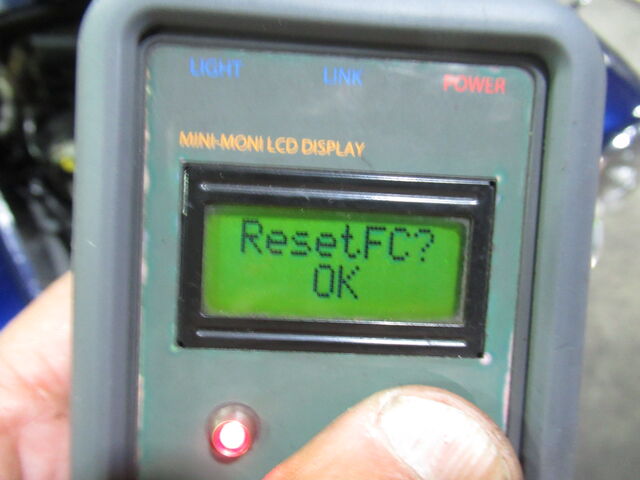 LIGHT LINK POWER
MINI-MONI LCD DISPLAY
ResetFC?
OK